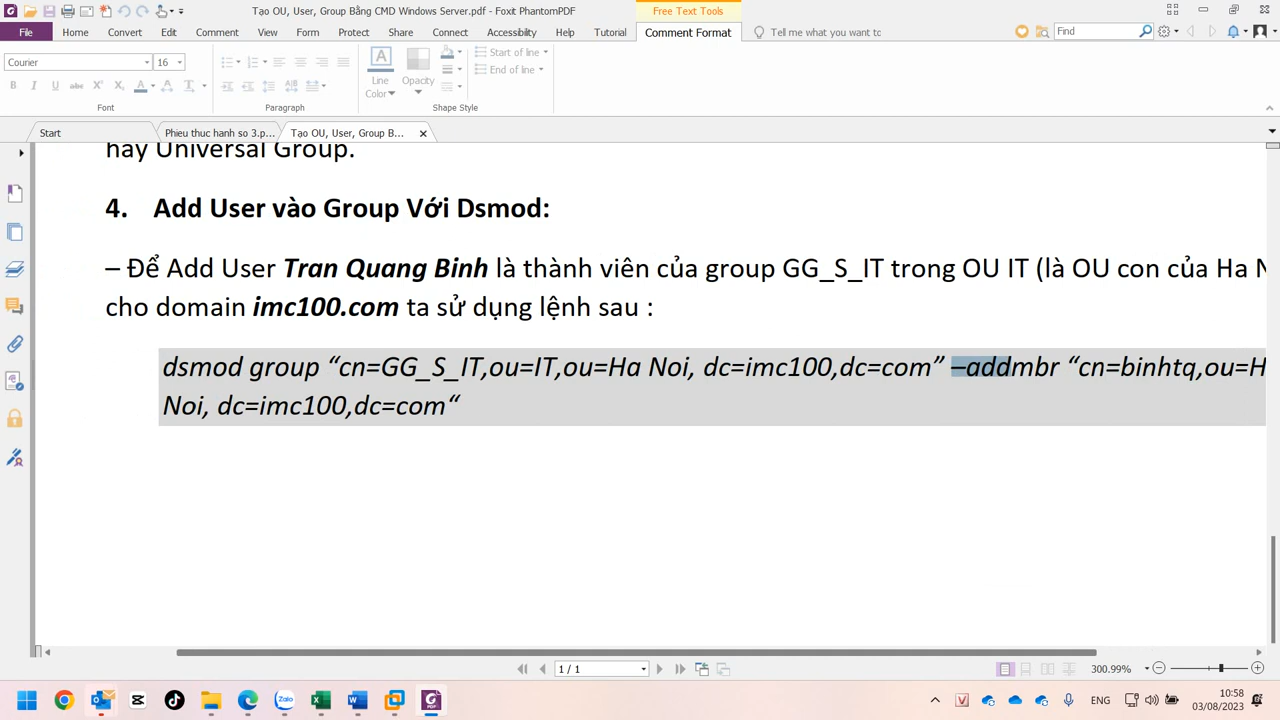 Tạo OU, User, Group Bằng CMD Windows Server.pdf - Foxit PhantomPDF
Free Text Tools
File Home Convert Edit Comment View Form Protect Share Connect Accessibility Help Tutorial Comment Format Tell me what you want tc Find
Courier 16
Line Color
Opacity
Start of line
End of line
Font Paragraph Shape Style
Start Phieu thuc hanh so 3.p... Tạo OU, User, Group B...
hay Universal Group.
4. Add User vào Group Với Dsmod:
– Để Add User Tran Quang Binh là thành viên của group GG_S_IT trong OU IT (là OU con của Ha N
cho domain imc100.com ta sử dụng lệnh sau :
dsmod group “cn=GG_S_IT,ou=IT,ou=Ha Noi, dc=imc100,dc=com” –addmbr “cn=binhtq,ou=H
Noi, dc=imc100,dc=com“
1 / 1 300.99%
ENG 10:58
03/08/2023